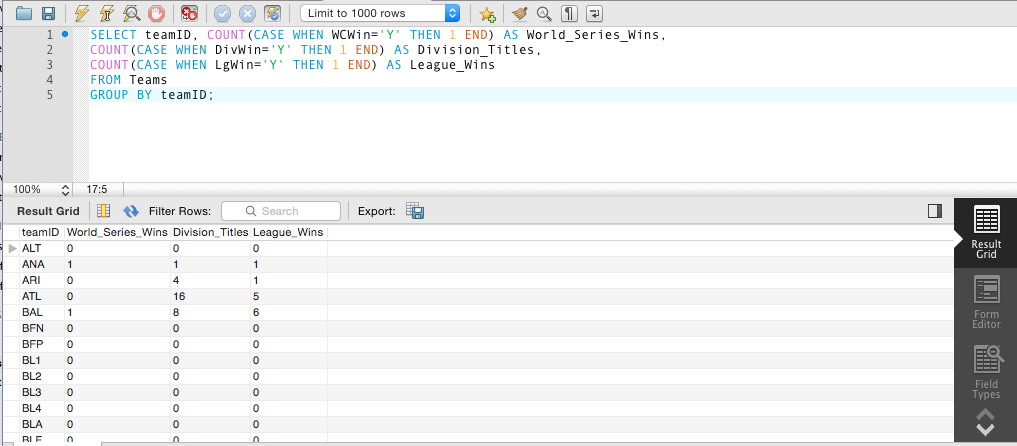 Limit to 1000 rows
1 SELECT teamID, COUNT(CASE WHEN WCWin='Y' THEN 1 END) AS World_Series_Wins,
2 COUNT(CASE WHEN DivWin='Y' THEN 1 END) AS Division_Titles,
3 COUNT(CASE WHEN LgWin='Y' THEN 1 END) AS League_Wins
4 FROM Teams
5 GROUP BY teamID;
100% 17:5
Result Grid Filter Rows: Search Export:
teamID World_Series_Wins Division_Titles League_Wins
ALT 0 0 0
ANA 1 1 1
ARI 0 4 1
ATL 0 16 5
BAL 1 8 6
BFN 0 0 0
BFP 0 0 0
BL1 0 0 0
BL2 0 0 0
BL3 0 0 0
BL4 0 0 0
BLA 0 0 0
0 0 0
Result
Grid
Form
Editor
Field
Types